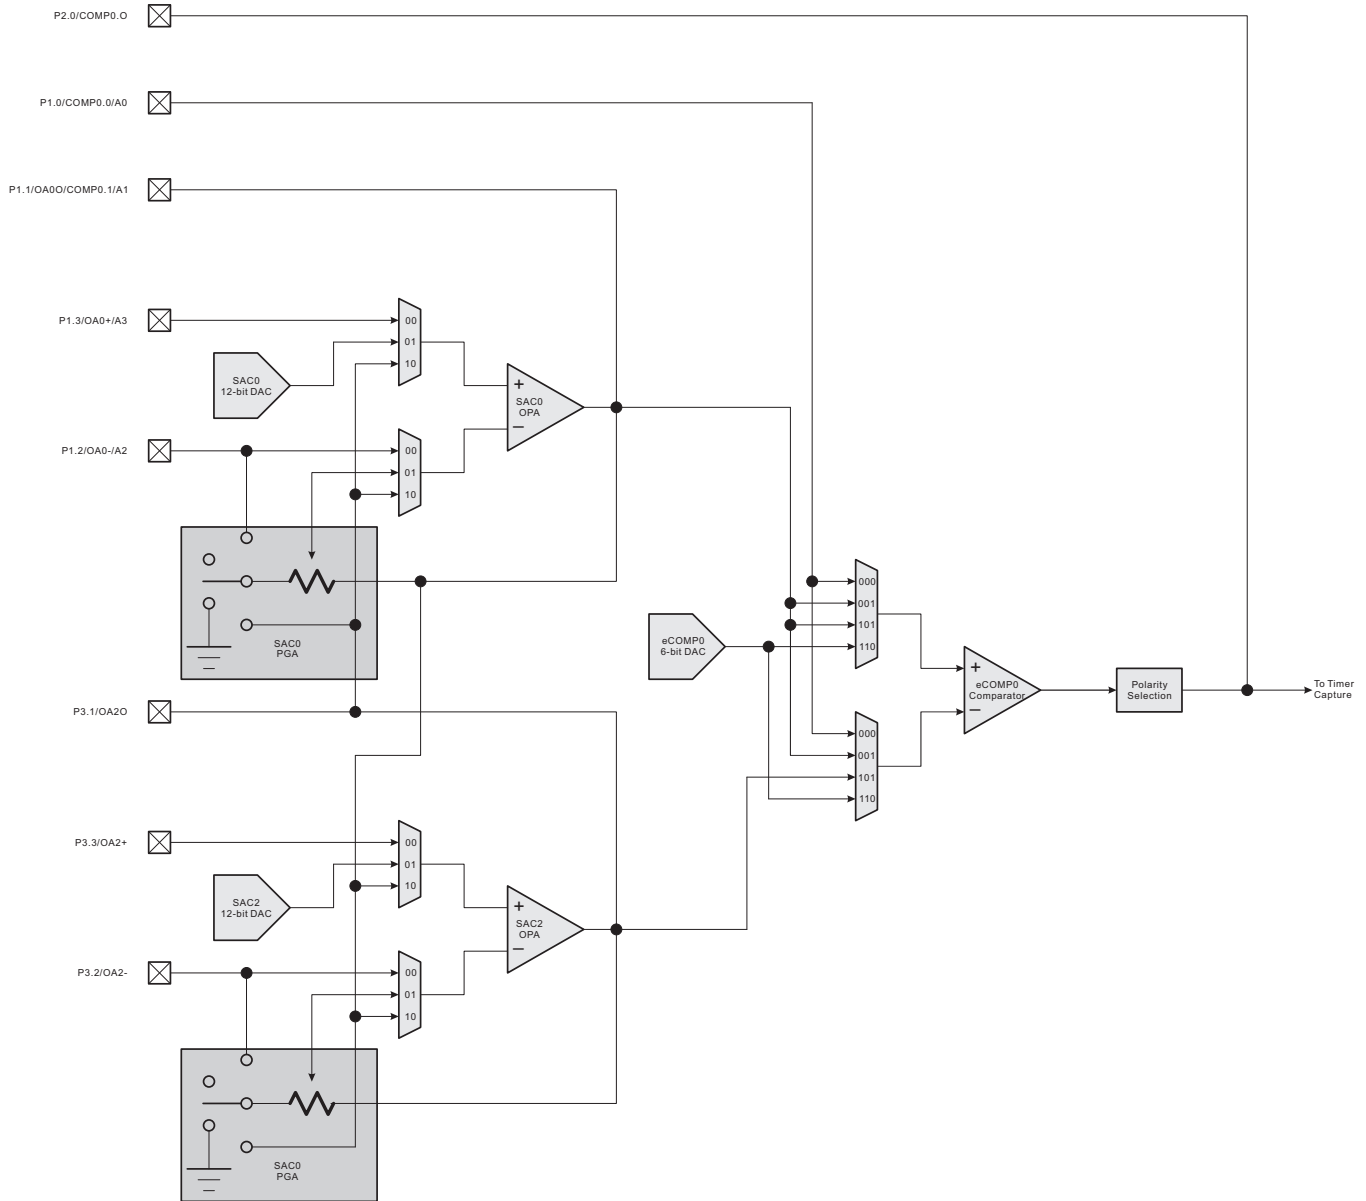 P2.0/COMP0.O
P1.0/COMP0.0/A0
P1.1/OA0O/COMP0.1/A1
P1.3/OA0+/A3
00
01
10
SAC0
12-bit DAC
+
SAC0
OPA
−
P1.2/OA0-/A2
00
01
10
SAC0
PGA
000
001
101
110
eCOMP0
6-bit DAC
+
eCOMP0
Comparator
−
Polarity
Selection
To Timer
Capture
P3.1/OA2O
000
001
101
110
P3.3/OA2+
00
01
10
SAC2
12-bit DAC
+
SAC2
OPA
−
P3.2/OA2-
00
01
10
SAC0
PGA